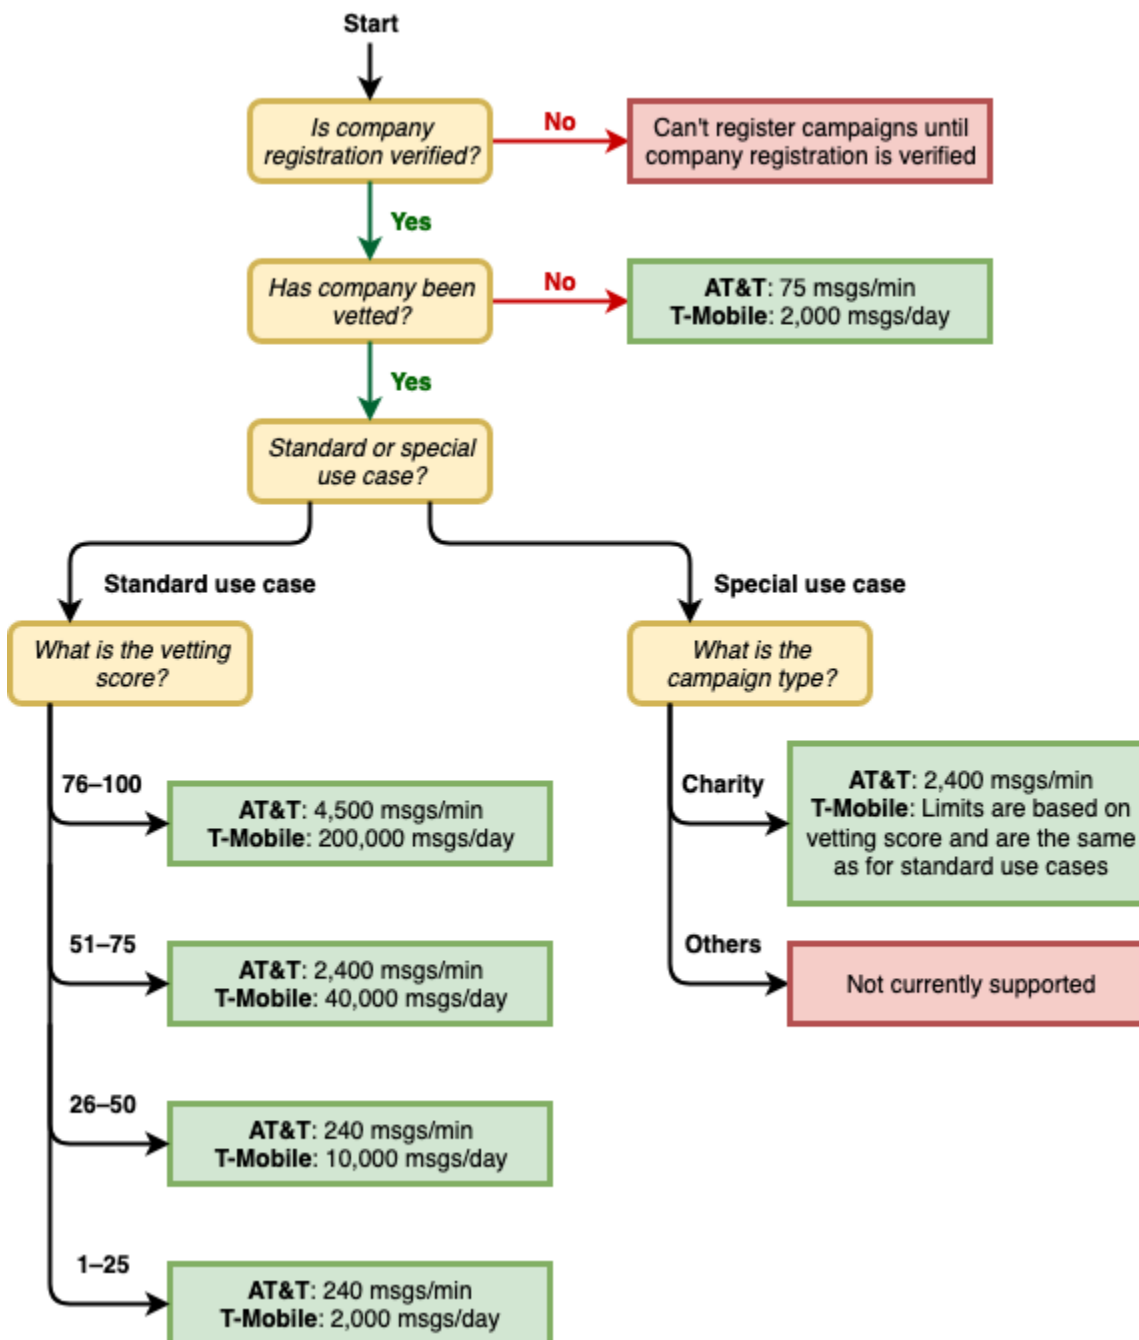 Start
Is company
registration verified?
No
Can't register campaigns until
company registration is verified
Yes
Has company been
vetted?
No
AT&T: 75 msgs/min
T-Mobile: 2,000 msgs/day
Yes
Standard or special
use case?
Standard use case
Special use case
What is the vetting
score?
What is the
campaign type?
76–100
AT&T: 4,500 msgs/min
T-Mobile: 200,000 msgs/day
Charity
AT&T: 2,400 msgs/min
T-Mobile: Limits are based on
vetting score and are the same
as for standard use cases
51–75
AT&T: 2,400 msgs/min
T-Mobile: 40,000 msgs/day
Others
Not currently supported
26–50
AT&T: 240 msgs/min
T-Mobile: 10,000 msgs/day
1–25
AT&T: 240 msgs/min
T-Mobile: 2,000 msgs/day